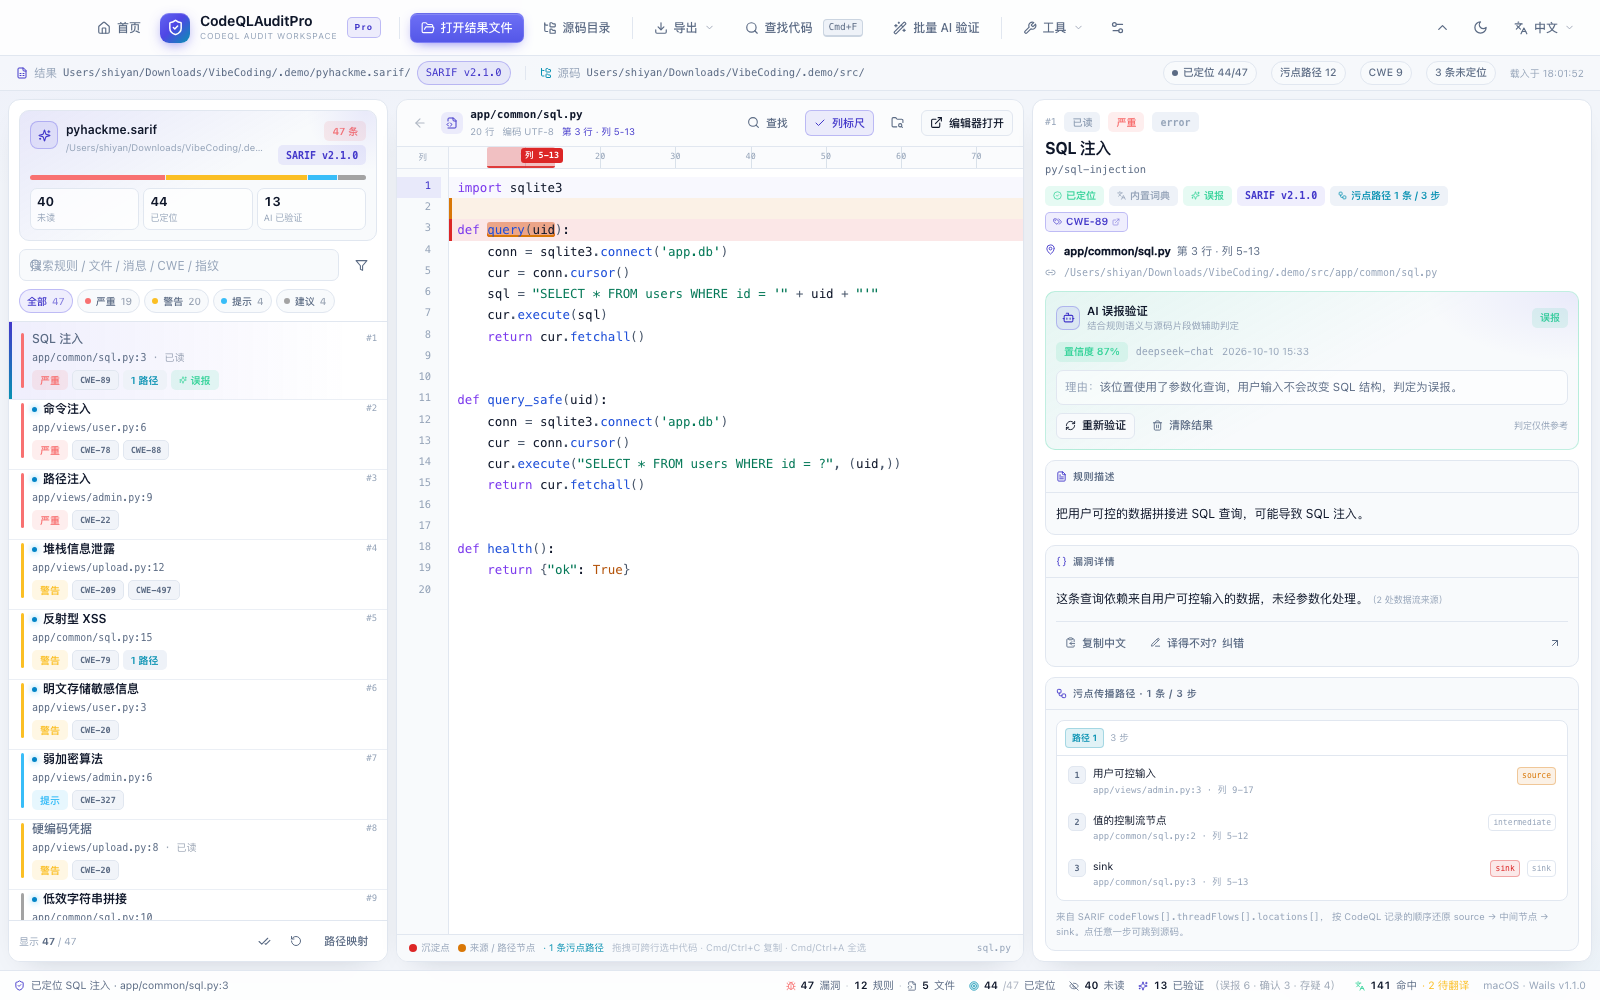 首页
CodeQLAuditPro
CODEQL AUDIT WORKSPACE
Pro
打开结果文件
源码目录
导出
查找代码 Cmd+F
批量 AI 验证
工具
中文
结果 Users/shiyan/Downloads/VibeCoding/.demo/pyhackme.sarif/ SARIF v2.1.0
源码 Users/shiyan/Downloads/VibeCoding/.demo/src/
已定位 44/47
污点路径 12
CWE 9
3 条未定位
载入于 18:01:52
pyhackme.sarif
47 条
/Users/shiyan/Downloads/VibeCoding/.de...
SARIF v2.1.0
40 44 13
未读 已定位 AI 已验证
搜索规则 / 文件 / 消息 / CWE / 指纹
全部 47 严重 19 警告 20 提示 4 建议 4
SQL 注入 #1
app/common/sql.py:3 · 已读
严重 CWE-89 1 路径 误报
命令注入 #2
app/views/user.py:6
严重 CWE-78 CWE-88
路径注入 #3
app/views/admin.py:9
严重 CWE-22
堆栈信息泄露 #4
app/views/upload.py:12
警告 CWE-209 CWE-497
反射型 XSS #5
app/common/sql.py:15
警告 CWE-79 1 路径
明文存储敏感信息 #6
app/views/user.py:3
警告 CWE-20
弱加密算法 #7
app/views/admin.py:6
提示 CWE-327
硬编码凭据 #8
app/views/upload.py:8 · 已读
警告 CWE-20
低效字符串拼接 #9
app/common/sql.py:10
显示 47 / 47
路径映射
app/common/sql.py
20 行 编码 UTF-8 第 3 行 · 列 5-13
查找
列标尺
编辑器打开
列 列 5-13 20 30 40 50 60 70
1 import sqlite3
2
3 def query(uid):
4 conn = sqlite3.connect('app.db')
5 cur = conn.cursor()
6 sql = "SELECT * FROM users WHERE id = '" + uid + "'"
7 cur.execute(sql)
8 return cur.fetchall()
9
10
11 def query_safe(uid):
12 conn = sqlite3.connect('app.db')
13 cur = conn.cursor()
14 cur.execute("SELECT * FROM users WHERE id = ?", (uid,))
15 return cur.fetchall()
16
17
18 def health():
19 return {"ok": True}
20
沉淀点 来源 / 路径节点 · 1 条污点路径 拖拽可跨行选中代码 · Cmd/Ctrl+C 复制 · Cmd/Ctrl+A 全选 sql.py
#1 已读 严重 error
SQL 注入
py/sql-injection
已定位 内置词典 误报 SARIF v2.1.0 污点路径 1 条 / 3 步
CWE-89
app/common/sql.py 第 3 行 · 列 5-13
/Users/shiyan/Downloads/VibeCoding/.demo/src/app/common/sql.py
AI 误报验证
结合规则语义与源码片段做辅助判定
误报
置信度 87% deepseek-chat 2026-10-10 15:33
理由：该位置使用了参数化查询，用户输入不会改变 SQL 结构，判定为误报。
重新验证 清除结果 判定仅供参考
规则描述
把用户可控的数据拼接进 SQL 查询，可能导致 SQL 注入。
漏洞详情
这条查询依赖来自用户可控输入的数据，未经参数化处理。 (2 处数据流来源)
复制中文 译得不对？纠错
污点传播路径 · 1 条 / 3 步
路径 1 3 步
1 用户可控输入 source
app/views/admin.py:3 · 列 9-17
2 值的控制流节点 intermediate
app/common/sql.py:2 · 列 5-12
3 sink sink sink
app/common/sql.py:3 · 列 5-13
来自 SARIF codeFlows[].threadFlows[].locations[]，按 CodeQL 记录的顺序还原 source → 中间节点 →
sink。点任意一步可跳到源码。
已定位 SQL 注入 · app/common/sql.py:3
47 漏洞 · 12 规则 · 5 文件 44 /47 已定位 40 未读 13 已验证 (误报 6 · 确认 3 · 存疑 4) 141 命中 · 2 待翻译 macOS · Wails v1.1.0